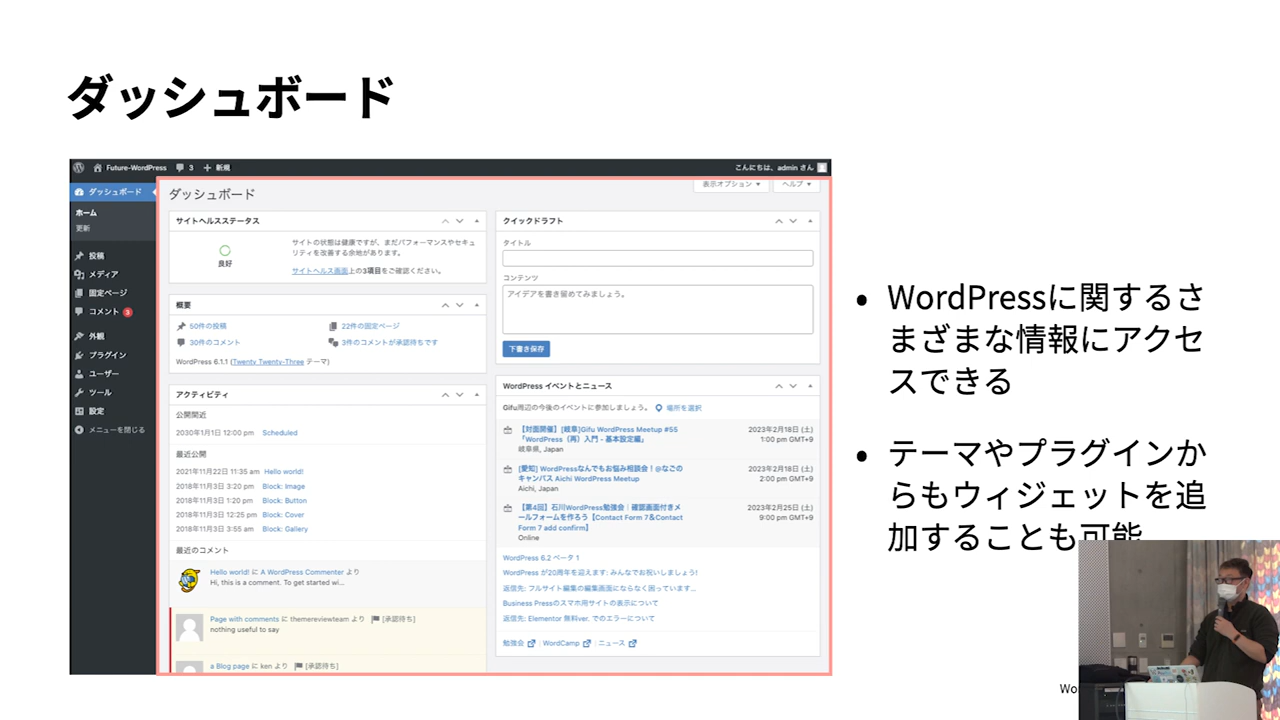 ダッシュボード
Future-WordPress 3 + 新規 こんにちは、admin さん
ダッシュボード
ホーム
更新
投稿
メディア
固定ページ
コメント 3
外観
プラグイン
ユーザー
ツール
設定
メニューを閉じる
ダッシュボード
表示オプション ヘルプ
サイトヘルスステータス
良好
サイトの状態は健康ですが、まだパフォーマンスやセキュ
リティを改善する余地があります。
サイトヘルス画面上の3項目をご確認ください。
概要
50件の投稿 22件の固定ページ
30件のコメント 3件のコメントが承認待ちです
WordPress 6.1.1 (Twenty Twenty-Three テーマ)
アクティビティ
公開間近
2030年1月1日 12:00 pm Scheduled
最近公開
2021年11月22日 11:35 am Hello world!
2018年11月3日 3:20 pm Block: Image
2018年11月3日 1:20 pm Block: Button
2018年11月3日 12:25 pm Block: Cover
2018年11月3日 3:55 am Block: Gallery
最近のコメント
Hello world! に A WordPress Commenter より
Hi, this is a comment. To get started wi...
Page with comments に themereviewteam より [承認待ち]
nothing useful to say
a Blog page に ken より [承認待ち]
クイックドラフト
タイトル
コンテンツ
アイデアを書き留めてみましょう。
下書き保存
WordPress イベントとニュース
Gifu周辺の今後のイベントに参加しましょう。 場所を選択
【対面開催】[岐阜]Gifu WordPress Meetup #55 2023年2月18日 (土)
「WordPress（再）入門 - 基本設定編」 1:00 pm GMT+9
岐阜県, Japan
[愛知] WordPressなんでもお悩み相談会！@なごの 2023年2月18日 (土)
キャンパス Aichi WordPress Meetup 2:00 pm GMT+9
Aichi, Japan
【第4回】石川WordPress勉強会｜確認画面付きメ 2023年2月25日 (土)
ールフォームを作ろう【Contact Form 7＆Contact 9:00 pm GMT+9
Form 7 add confirm】
Online
WordPress 6.2 ベータ 1
WordPress が20周年を迎えます: みんなでお祝いしましょう!
返信先: フルサイト編集の編集画面にならなく困っています...
Business Pressのスマホ用サイトの表示について
返信先: Elementor 無料ver. でのエラーについて
勉強会 | WordCamp | ニュース
• WordPressに関するさ
まざまな情報にアクセ
スできる
• テーマやプラグインか
らもウィジェットを追
加することも可能